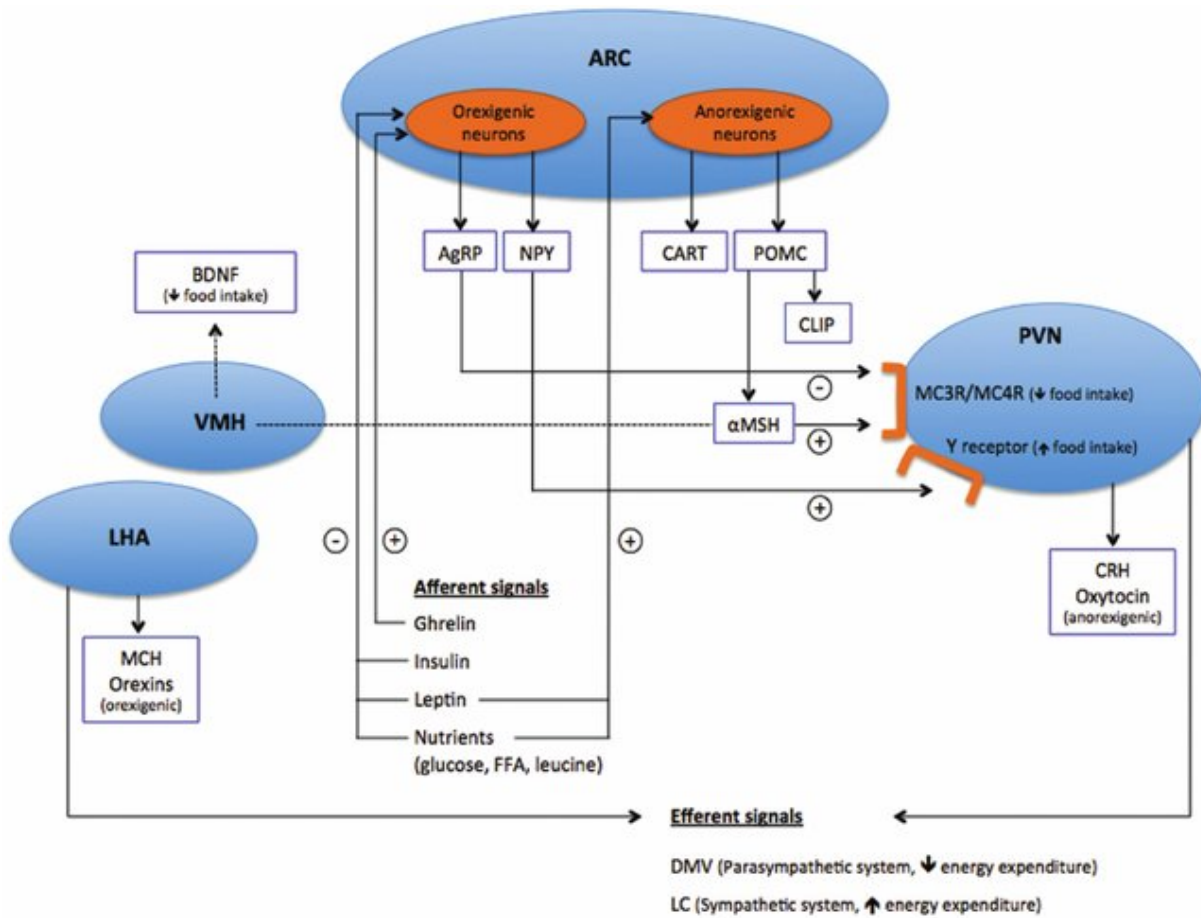 ARC
Orexigenic
neurons
Anorexigenic
neurons
AgRP
NPY
CART
POMC
CLIP
BDNF
(↓ food intake)
VMH
αMSH
PVN
MC3R/MC4R (↓ food intake)
Y receptor (↑ food intake)
-
+
+
LHA
-
+
+
MCH
Orexins
(orexigenic)
CRH
Oxytocin
(anorexigenic)
Afferent signals
Ghrelin
Insulin
Leptin
Nutrients
(glucose, FFA, leucine)
Efferent signals
DMV (Parasympathetic system, ↓ energy expenditure)
LC (Sympathetic system, ↑ energy expenditure)